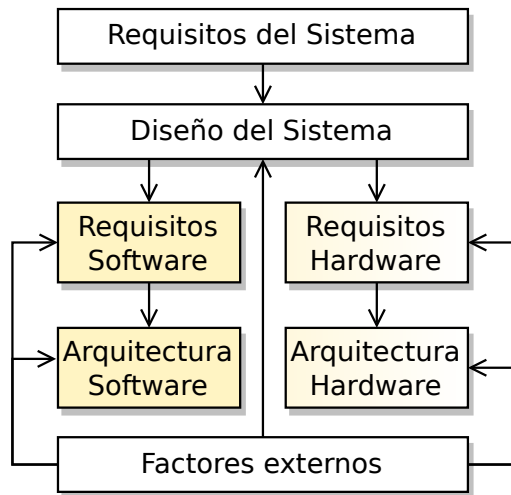 Requisitos del Sistema
Diseño del Sistema
Requisitos
Software
Requisitos
Hardware
Arquitectura
Software
Arquitectura
Hardware
Factores externos